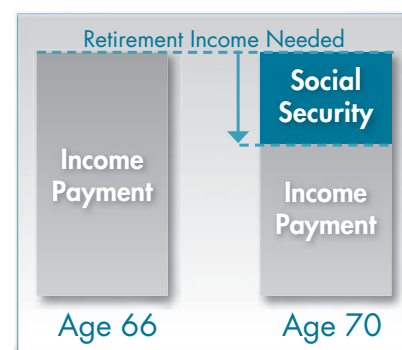 Retirement Income Needed
Social
Security
Income
Payment
Income
Payment
Age 66
Age 70